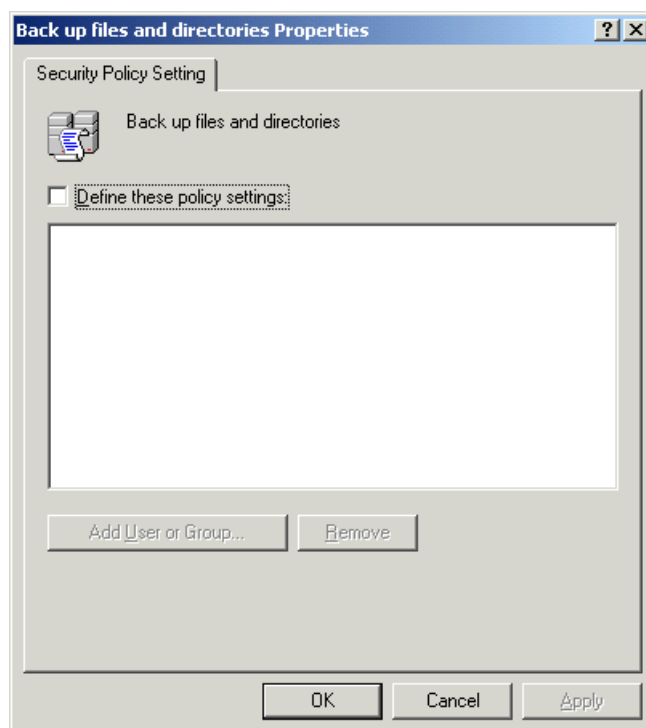 Back up files and directories Properties
Security Policy Setting
Back up files and directories
Define these policy settings:
Add User or Group...
Remove
OK
Cancel
Apply